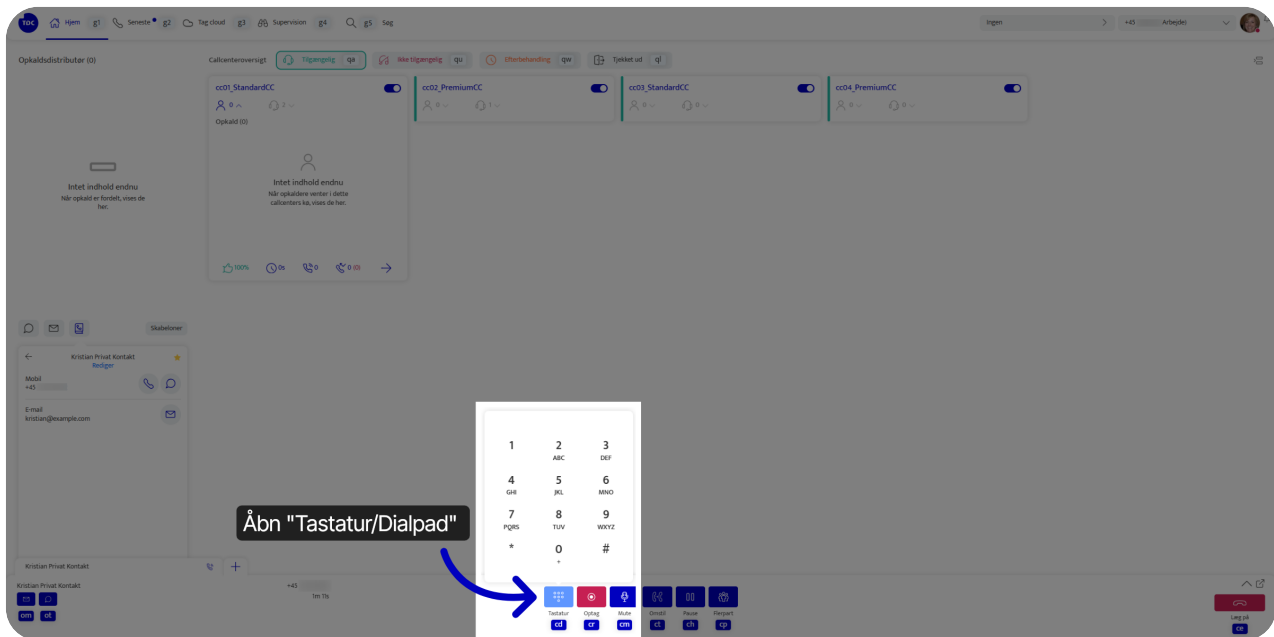 TDC Hjem g1 Seneste g2 Tag cloud g3 Supervision g4 g5 Søg Ingen +45 Arbejdes
Opkaldsdistributør (0)
Callcenteroversigt Tilgængelig qa Ikke tilgængelig qu Efterbehandling qw Tjekket ud ql
cc01_StandardCC
0 2
Opkald (0)
cc02_PremiumCC
0 1
cc03_StandardCC
0 0
cc04_PremiumCC
0 0
Intet indhold endnu
Når opkald er fordelt, vises de
her.
Intet indhold endnu
Når opkaldere venter i dette
callcenters kø, vises de her.
100% 0s 0 0 (0)
Skabeloner
Kristian Privat Kontakt
Rediger
Mobil
+45
E-mail
kristian@example.com
1 2 3
ABC DEF
4 5 6
GHI JKL MNO
7 8 9
PQRS TUV WXYZ
* 0 #
+
Åbn "Tastatur/Dialpad"
Kristian Privat Kontakt
Kristian Privat Kontakt
om ot
+45
1m 11s
Tastatur Optag Mute Omstil Pause Flerpart
cd cr cm ct ch cp
Læg på
ce